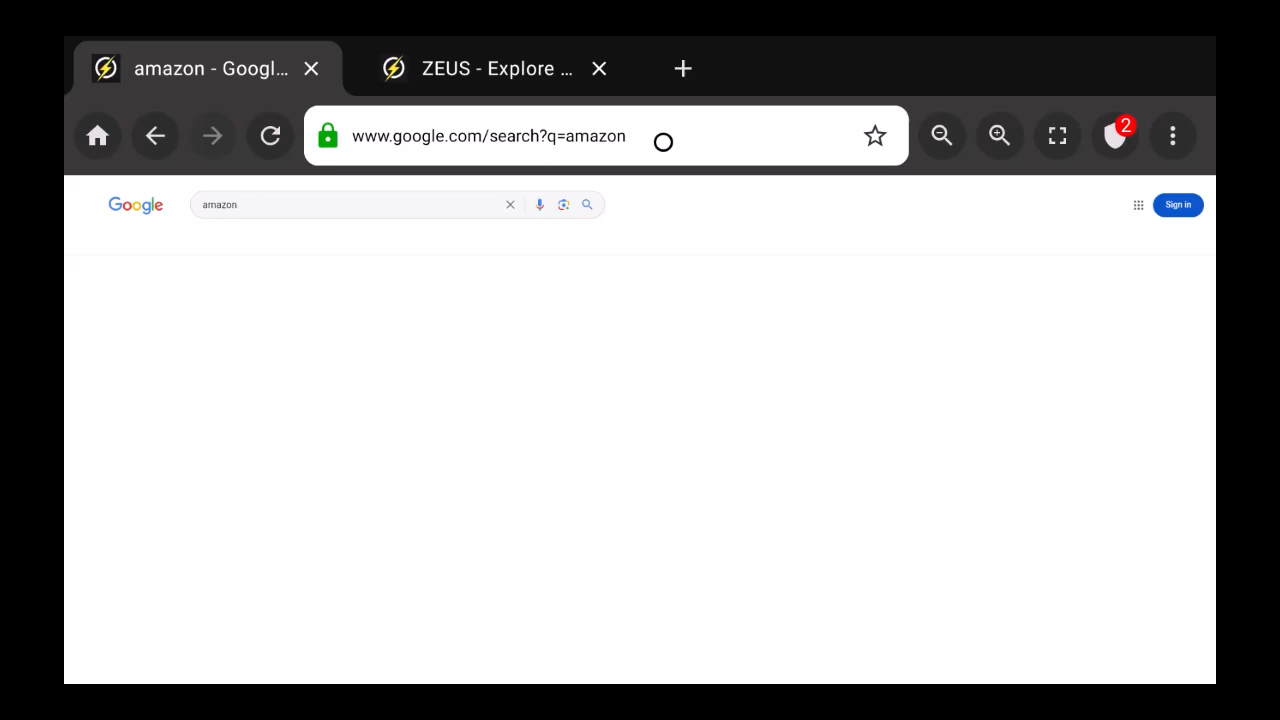 amazon - Googl...
ZEUS - Explore ...
www.google.com/search?q=amazon
2
Google
amazon
Sign in